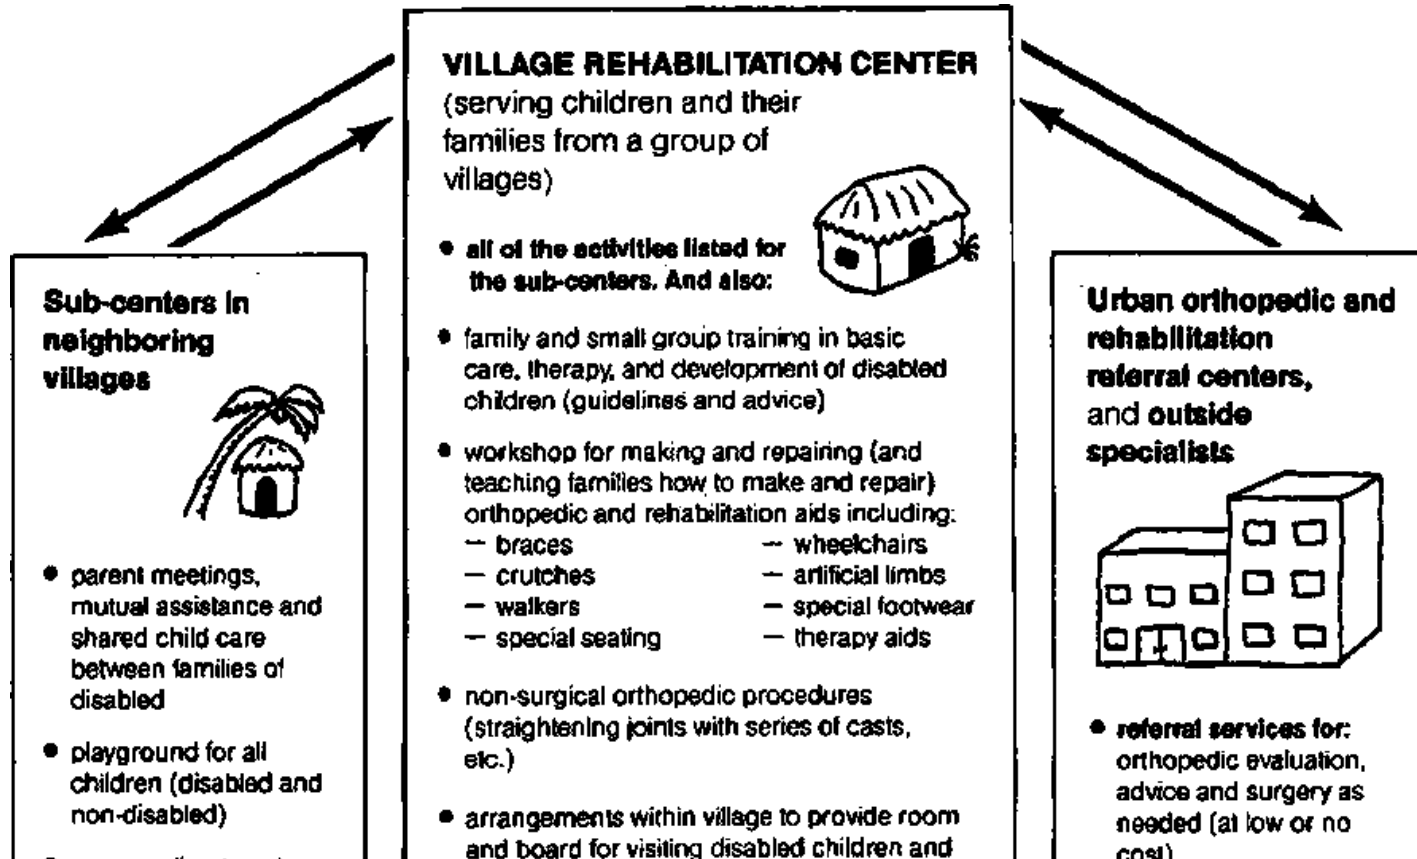 VILLAGE REHABILITATION CENTER
(serving children and their
families from a group of
villages)
• all of the activities listed for
the sub-centers. And also:
• family and small group training in basic
care, therapy, and development of disabled
children (guidelines and advice)
• workshop for making and repairing (and
teaching families how to make and repair)
orthopedic and rehabilitation aids including:
— braces — wheelchairs
— crutches — artificial limbs
— walkers — special footwear
— special seating — therapy aids
• non-surgical orthopedic procedures
(straightening joints with series of casts,
etc.)
• arrangements within village to provide room
and board for visiting disabled children and
Sub-centers in
neighboring
villages
• parent meetings,
mutual assistance and
shared child care
between families of
disabled
• playground for all
children (disabled and
non-disabled)
Urban orthopedic and
rehabilitation
referral centers,
and outside
specialists
• referral services for:
orthopedic evaluation,
advice and surgery as
needed (at low or no
cost)